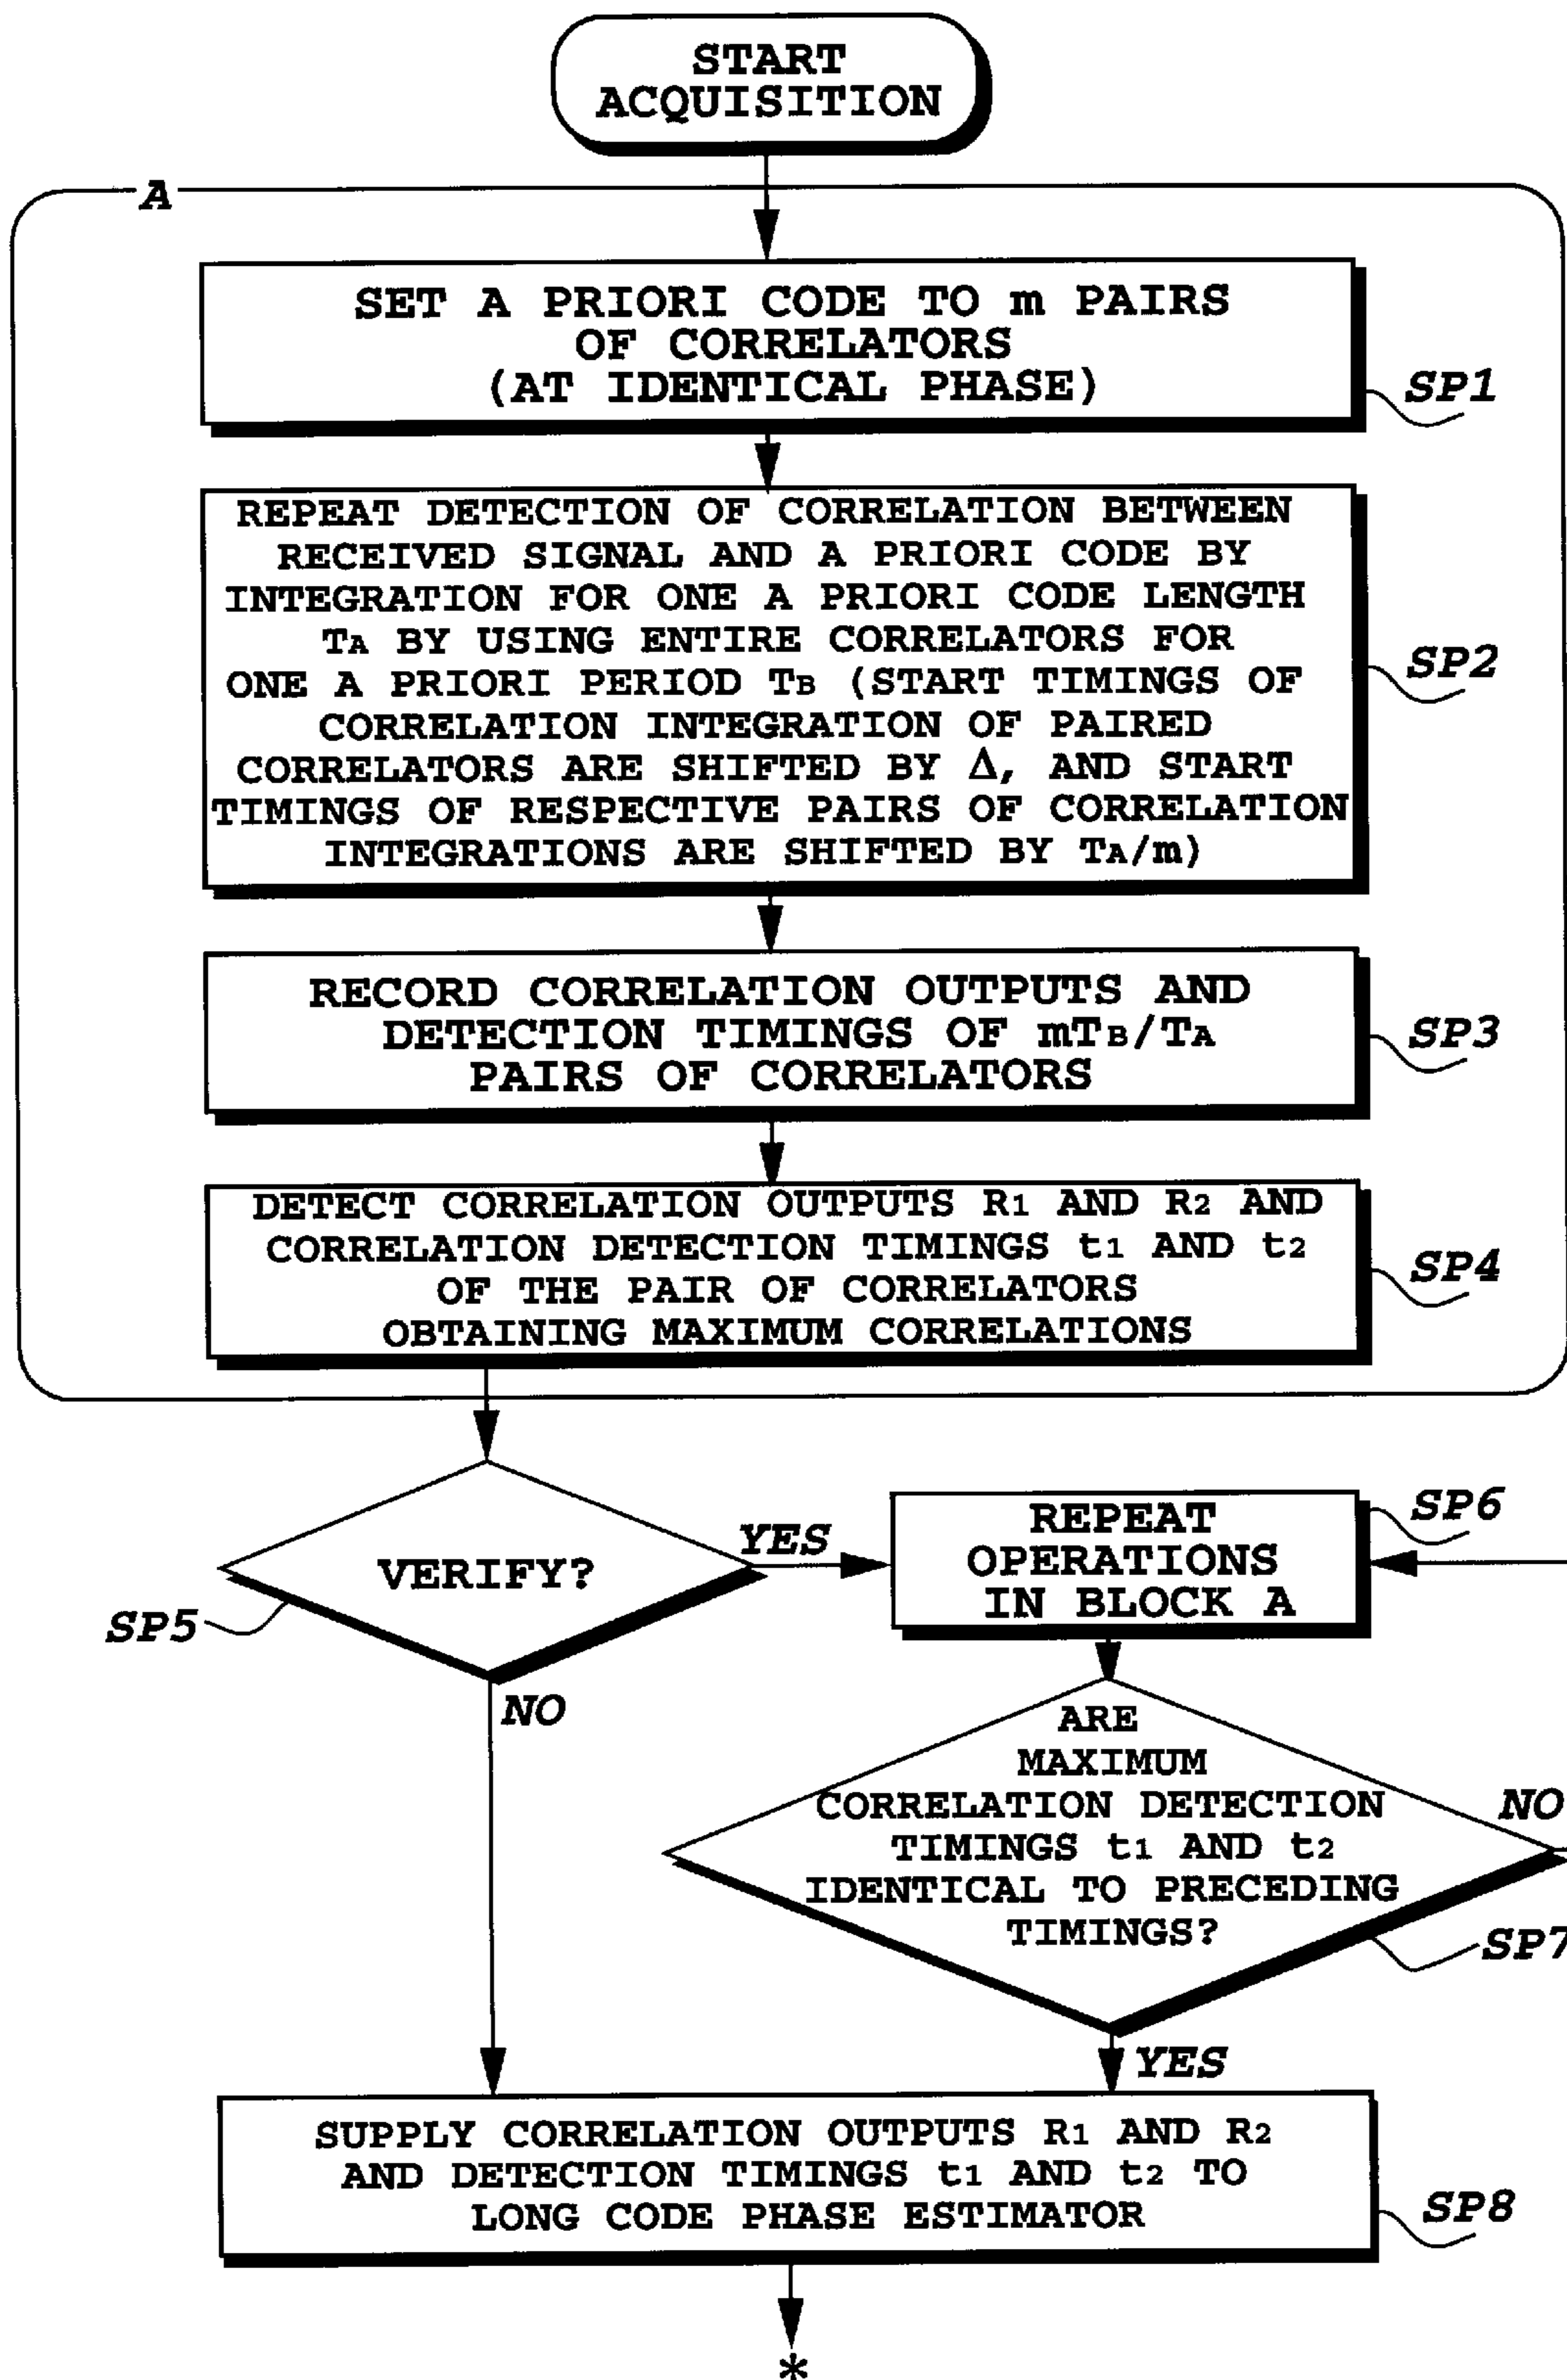 START
ACQUISITION
A
SET A PRIORI CODE TO m PAIRS
OF CORRELATORS
(AT IDENTICAL PHASE)
SP1
REPEAT DETECTION OF CORRELATION BETWEEN
RECEIVED SIGNAL AND A PRIORI CODE BY
INTEGRATION FOR ONE A PRIORI CODE LENGTH
TA BY USING ENTIRE CORRELATORS FOR
ONE A PRIORI PERIOD TB (START TIMINGS OF
CORRELATION INTEGRATION OF PAIRED
CORRELATORS ARE SHIFTED BY Δ, AND START
TIMINGS OF RESPECTIVE PAIRS OF CORRELATION
INTEGRATIONS ARE SHIFTED BY TA/m)
SP2
RECORD CORRELATION OUTPUTS AND
DETECTION TIMINGS OF mTB/TA
PAIRS OF CORRELATORS
SP3
DETECT CORRELATION OUTPUTS R1 AND R2 AND
CORRELATION DETECTION TIMINGS t1 AND t2
OF THE PAIR OF CORRELATORS
OBTAINING MAXIMUM CORRELATIONS
SP4
VERIFY?
SP5
YES
NO
REPEAT
OPERATIONS
IN BLOCK A
SP6
ARE
MAXIMUM
CORRELATION DETECTION
TIMINGS t1 AND t2
IDENTICAL TO PRECEDING
TIMINGS?
NO
SP7
YES
SUPPLY CORRELATION OUTPUTS R1 AND R2
AND DETECTION TIMINGS t1 AND t2 TO
LONG CODE PHASE ESTIMATOR
SP8
*